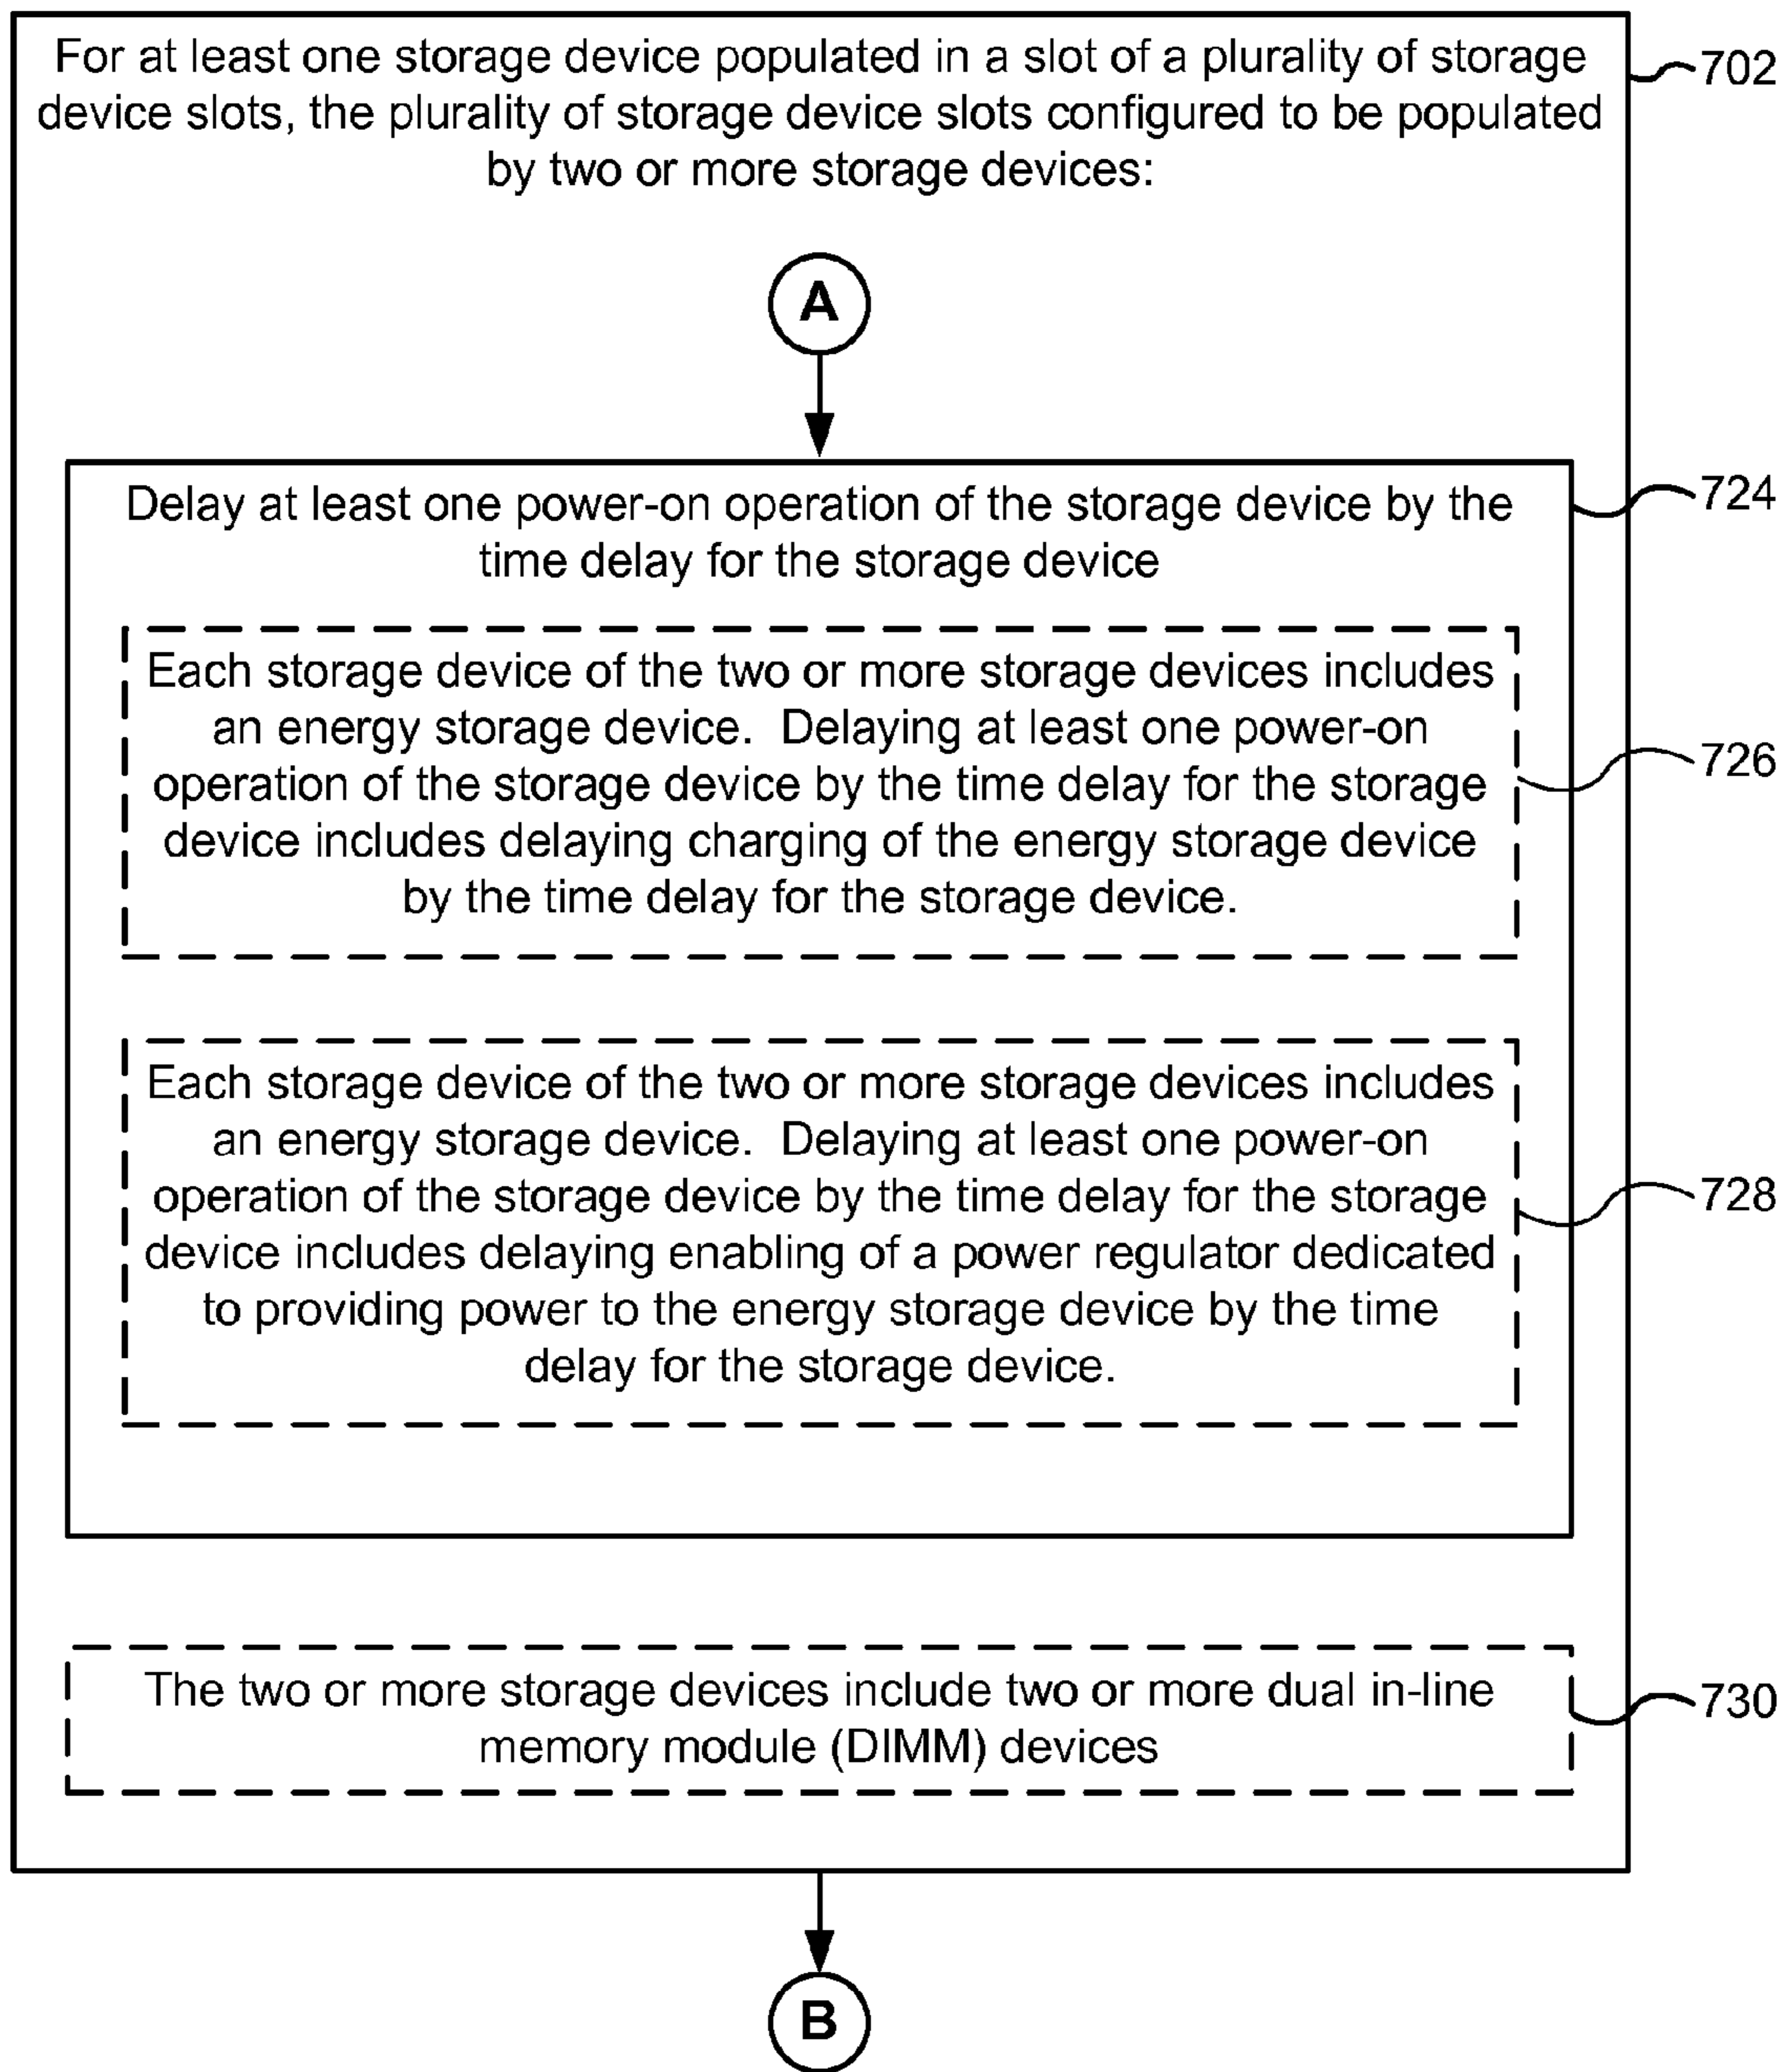 For at least one storage device populated in a slot of a plurality of storage
device slots, the plurality of storage device slots configured to be populated
by two or more storage devices:
702
A
Delay at least one power-on operation of the storage device by the
time delay for the storage device
724
Each storage device of the two or more storage devices includes
an energy storage device.  Delaying at least one power-on
operation of the storage device by the time delay for the storage
device includes delaying charging of the energy storage device
by the time delay for the storage device.
726
Each storage device of the two or more storage devices includes
an energy storage device.  Delaying at least one power-on
operation of the storage device by the time delay for the storage
device includes delaying enabling of a power regulator dedicated
to providing power to the energy storage device by the time
delay for the storage device.
728
The two or more storage devices include two or more dual in-line
memory module (DIMM) devices
730
B